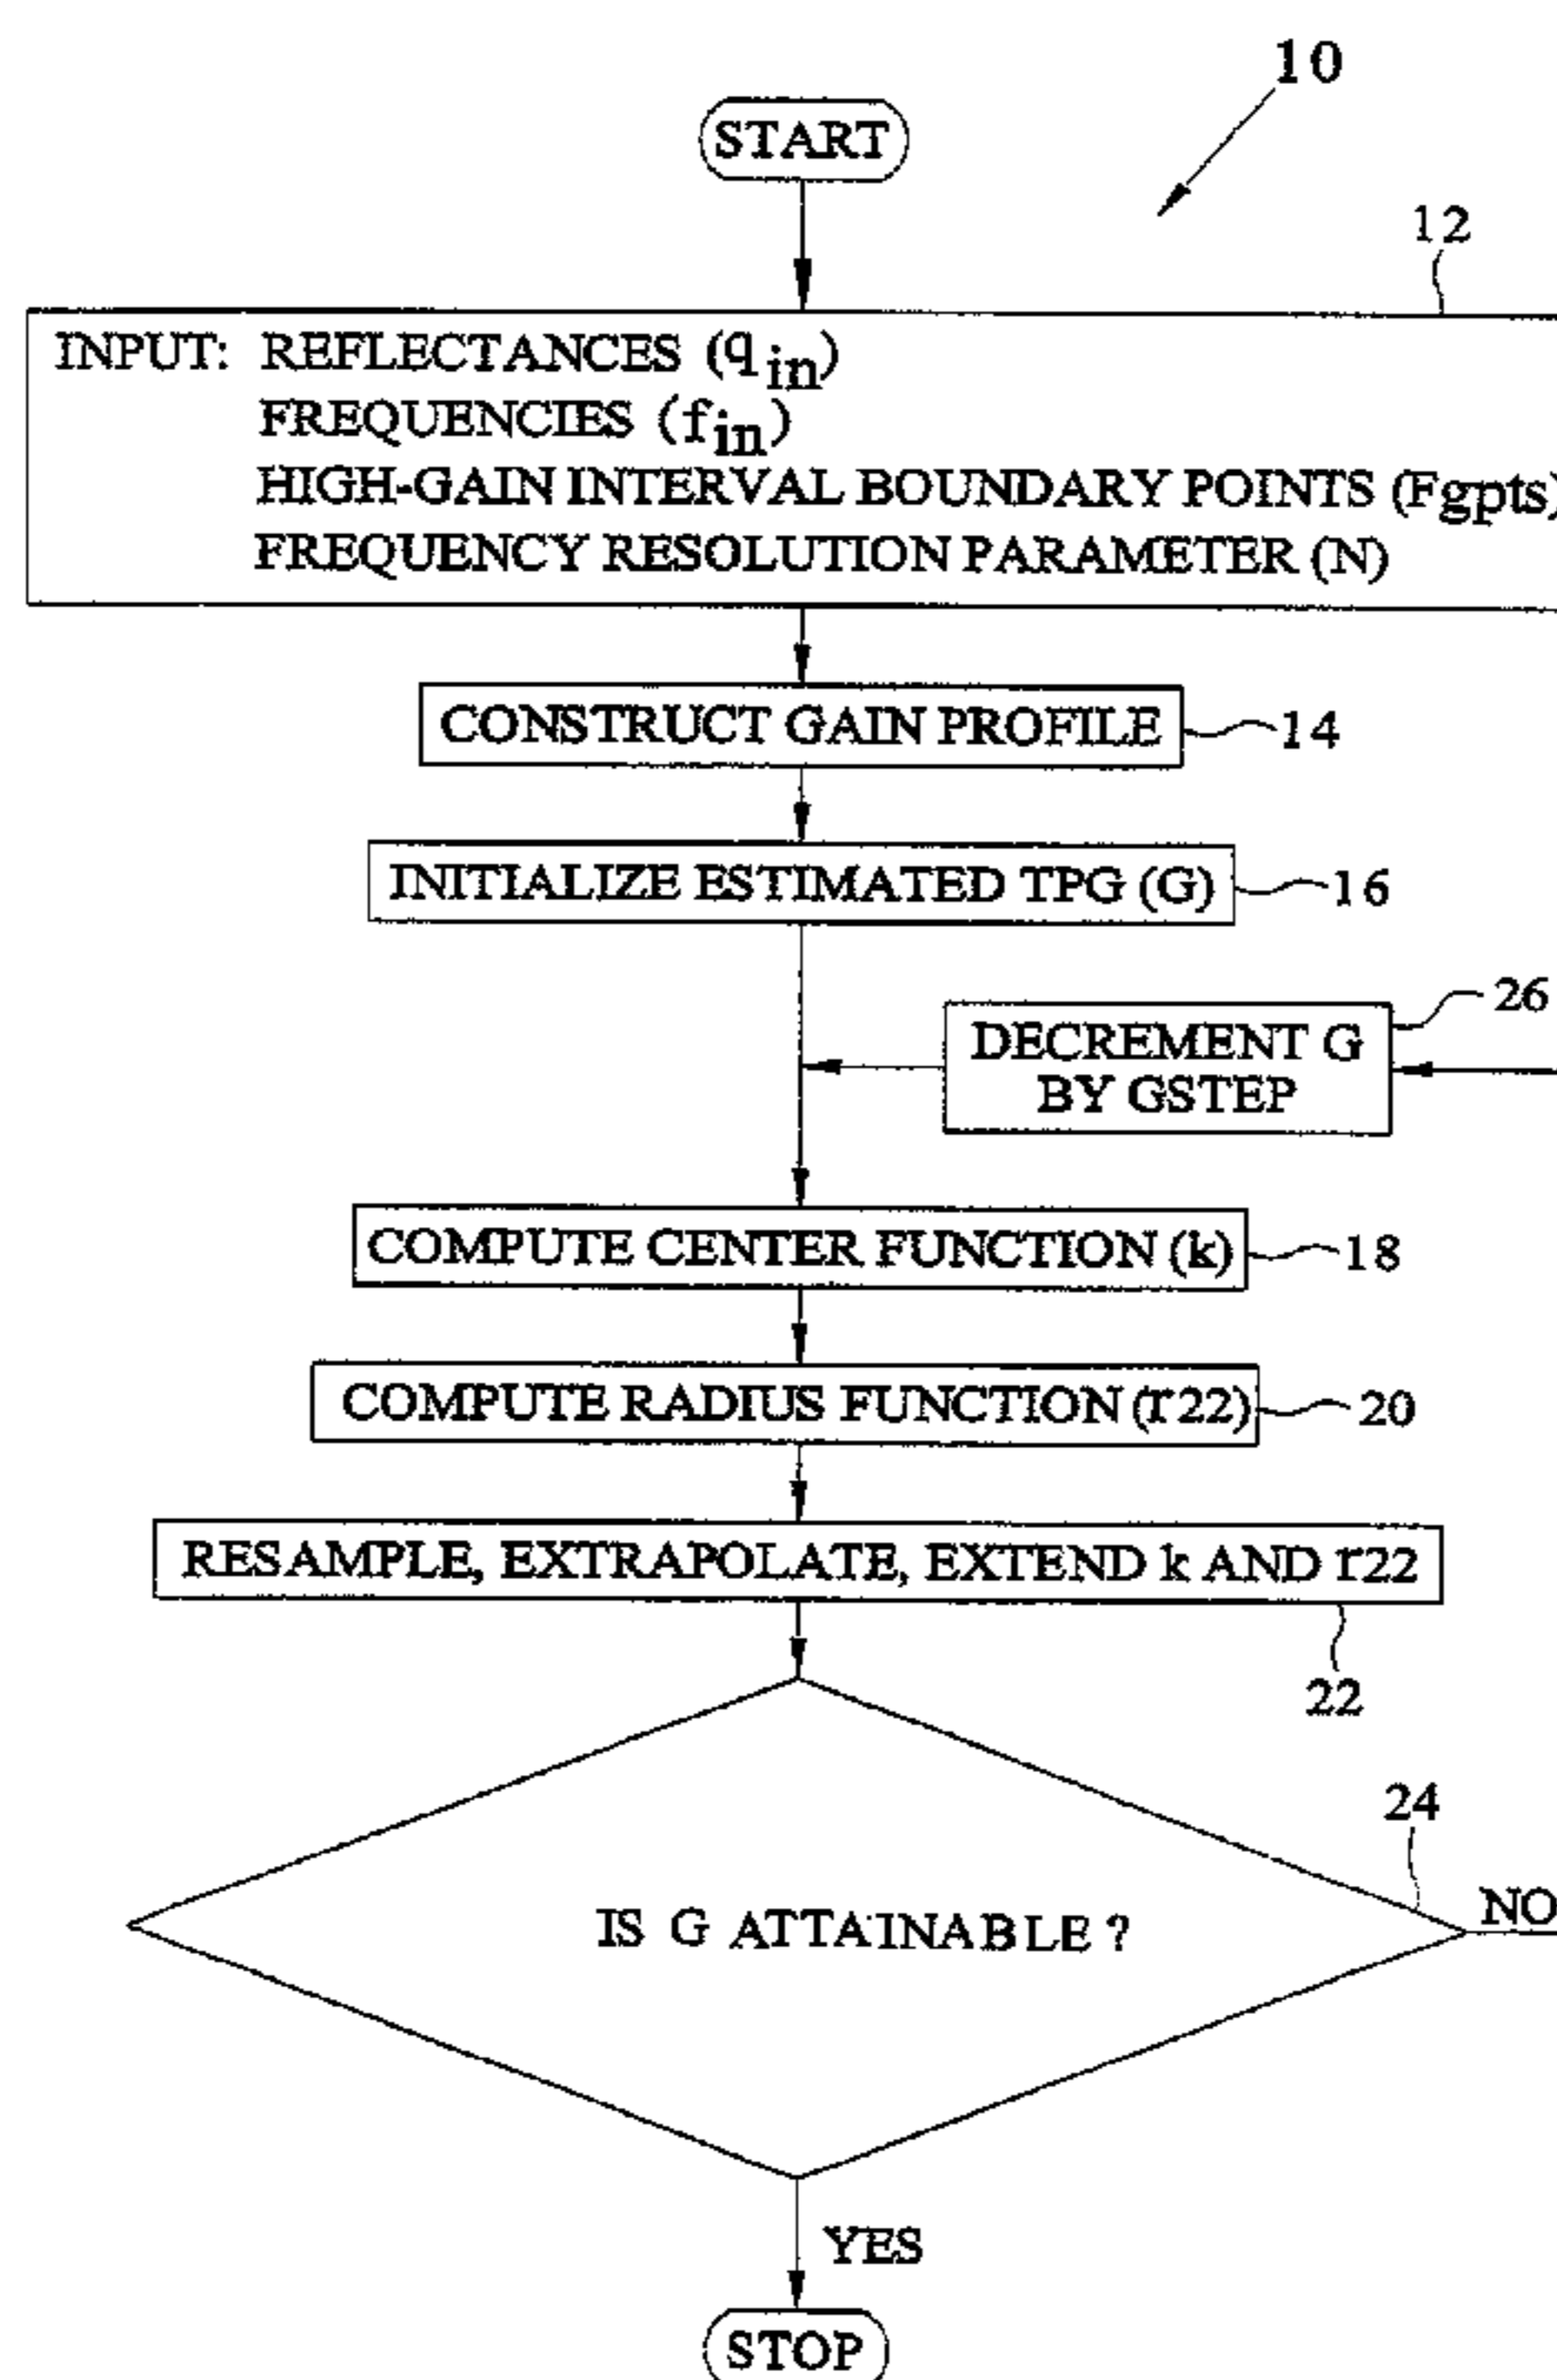 10
START
12
INPUT: REFLECTANCES (qin)
FREQUENCIES (fin)
HIGH-GAIN INTERVAL BOUNDARY POINTS (Fgpts)
FREQUENCY RESOLUTION PARAMETER (N)
CONSTRUCT GAIN PROFILE
14
INITIALIZE ESTIMATED TPG (G)
16
26
DECREMENT G
BY GSTEP
COMPUTE CENTER FUNCTION (k)
18
COMPUTE RADIUS FUNCTION (r22)
20
RESAMPLE, EXTRAPOLATE, EXTEND k AND r22
22
24
IS G ATTAINABLE ?
NO
YES
STOP